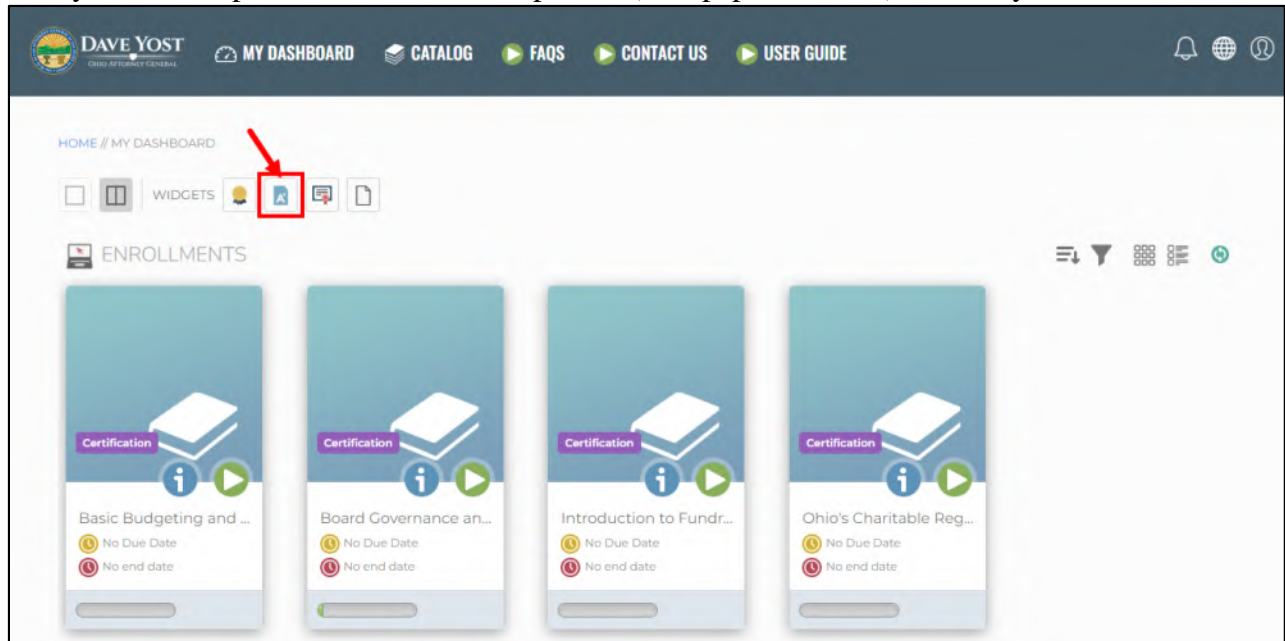 DAVE YOST
OHIO ATTORNEY GENERAL
MY DASHBOARD
CATALOG
FAQS
CONTACT US
USER GUIDE
HOME // MY DASHBOARD
WIDGETS
ENROLLMENTS
Certification
Certification
Certification
Certification
Basic Budgeting and ...
Board Governance an...
Introduction to Fundr...
Ohio's Charitable Reg...
No Due Date
No Due Date
No Due Date
No Due Date
No end date
No end date
No end date
No end date